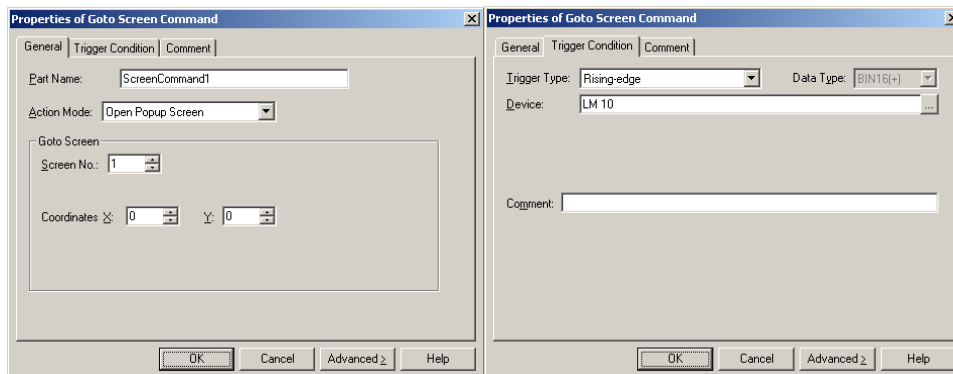 Properties of Goto Screen Command
General Trigger Condition Comment
Part Name: ScreenCommand1
Action Mode: Open Popup Screen
Goto Screen
Screen No.: 1
Coordinates X: 0 Y: 0
OK Cancel Advanced > Help
Properties of Goto Screen Command
General Trigger Condition Comment
Trigger Type: Rising-edge Data Type: BIN16(+)
Device: LM 10 ...
Comment:
OK Cancel Advanced > Help